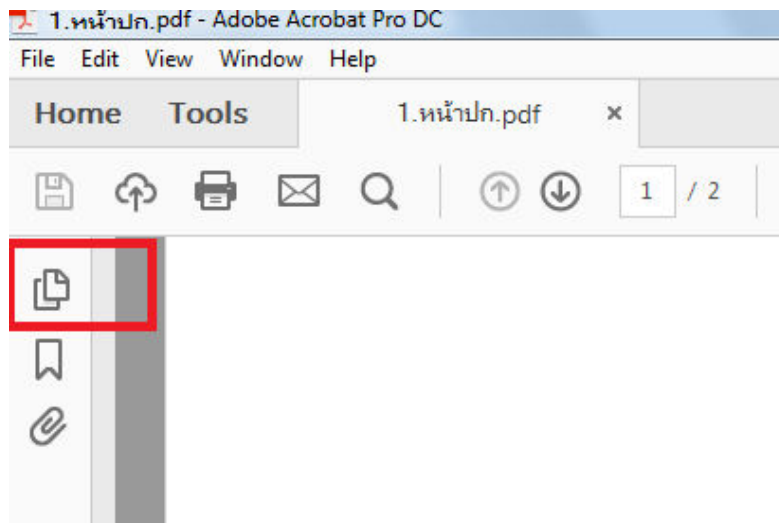 1.หน้าปก.pdf - Adobe Acrobat Pro DC
File Edit View Window Help
Home Tools 1.หน้าปก.pdf ×
1 / 2